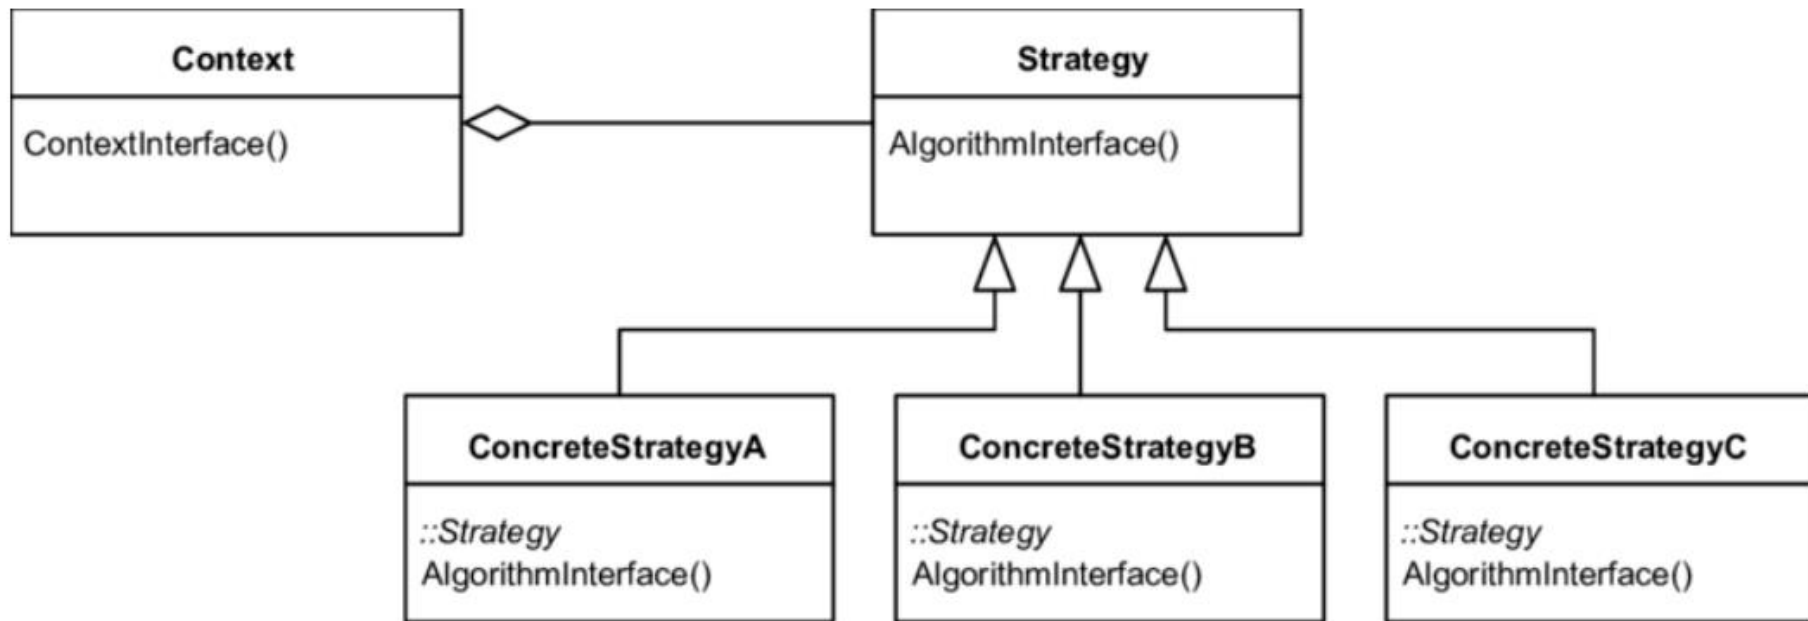 Context
ContextInterface()
Strategy
AlgorithmInterface()
ConcreteStrategyA
::Strategy
AlgorithmInterface()
ConcreteStrategyB
::Strategy
AlgorithmInterface()
ConcreteStrategyC
::Strategy
AlgorithmInterface()